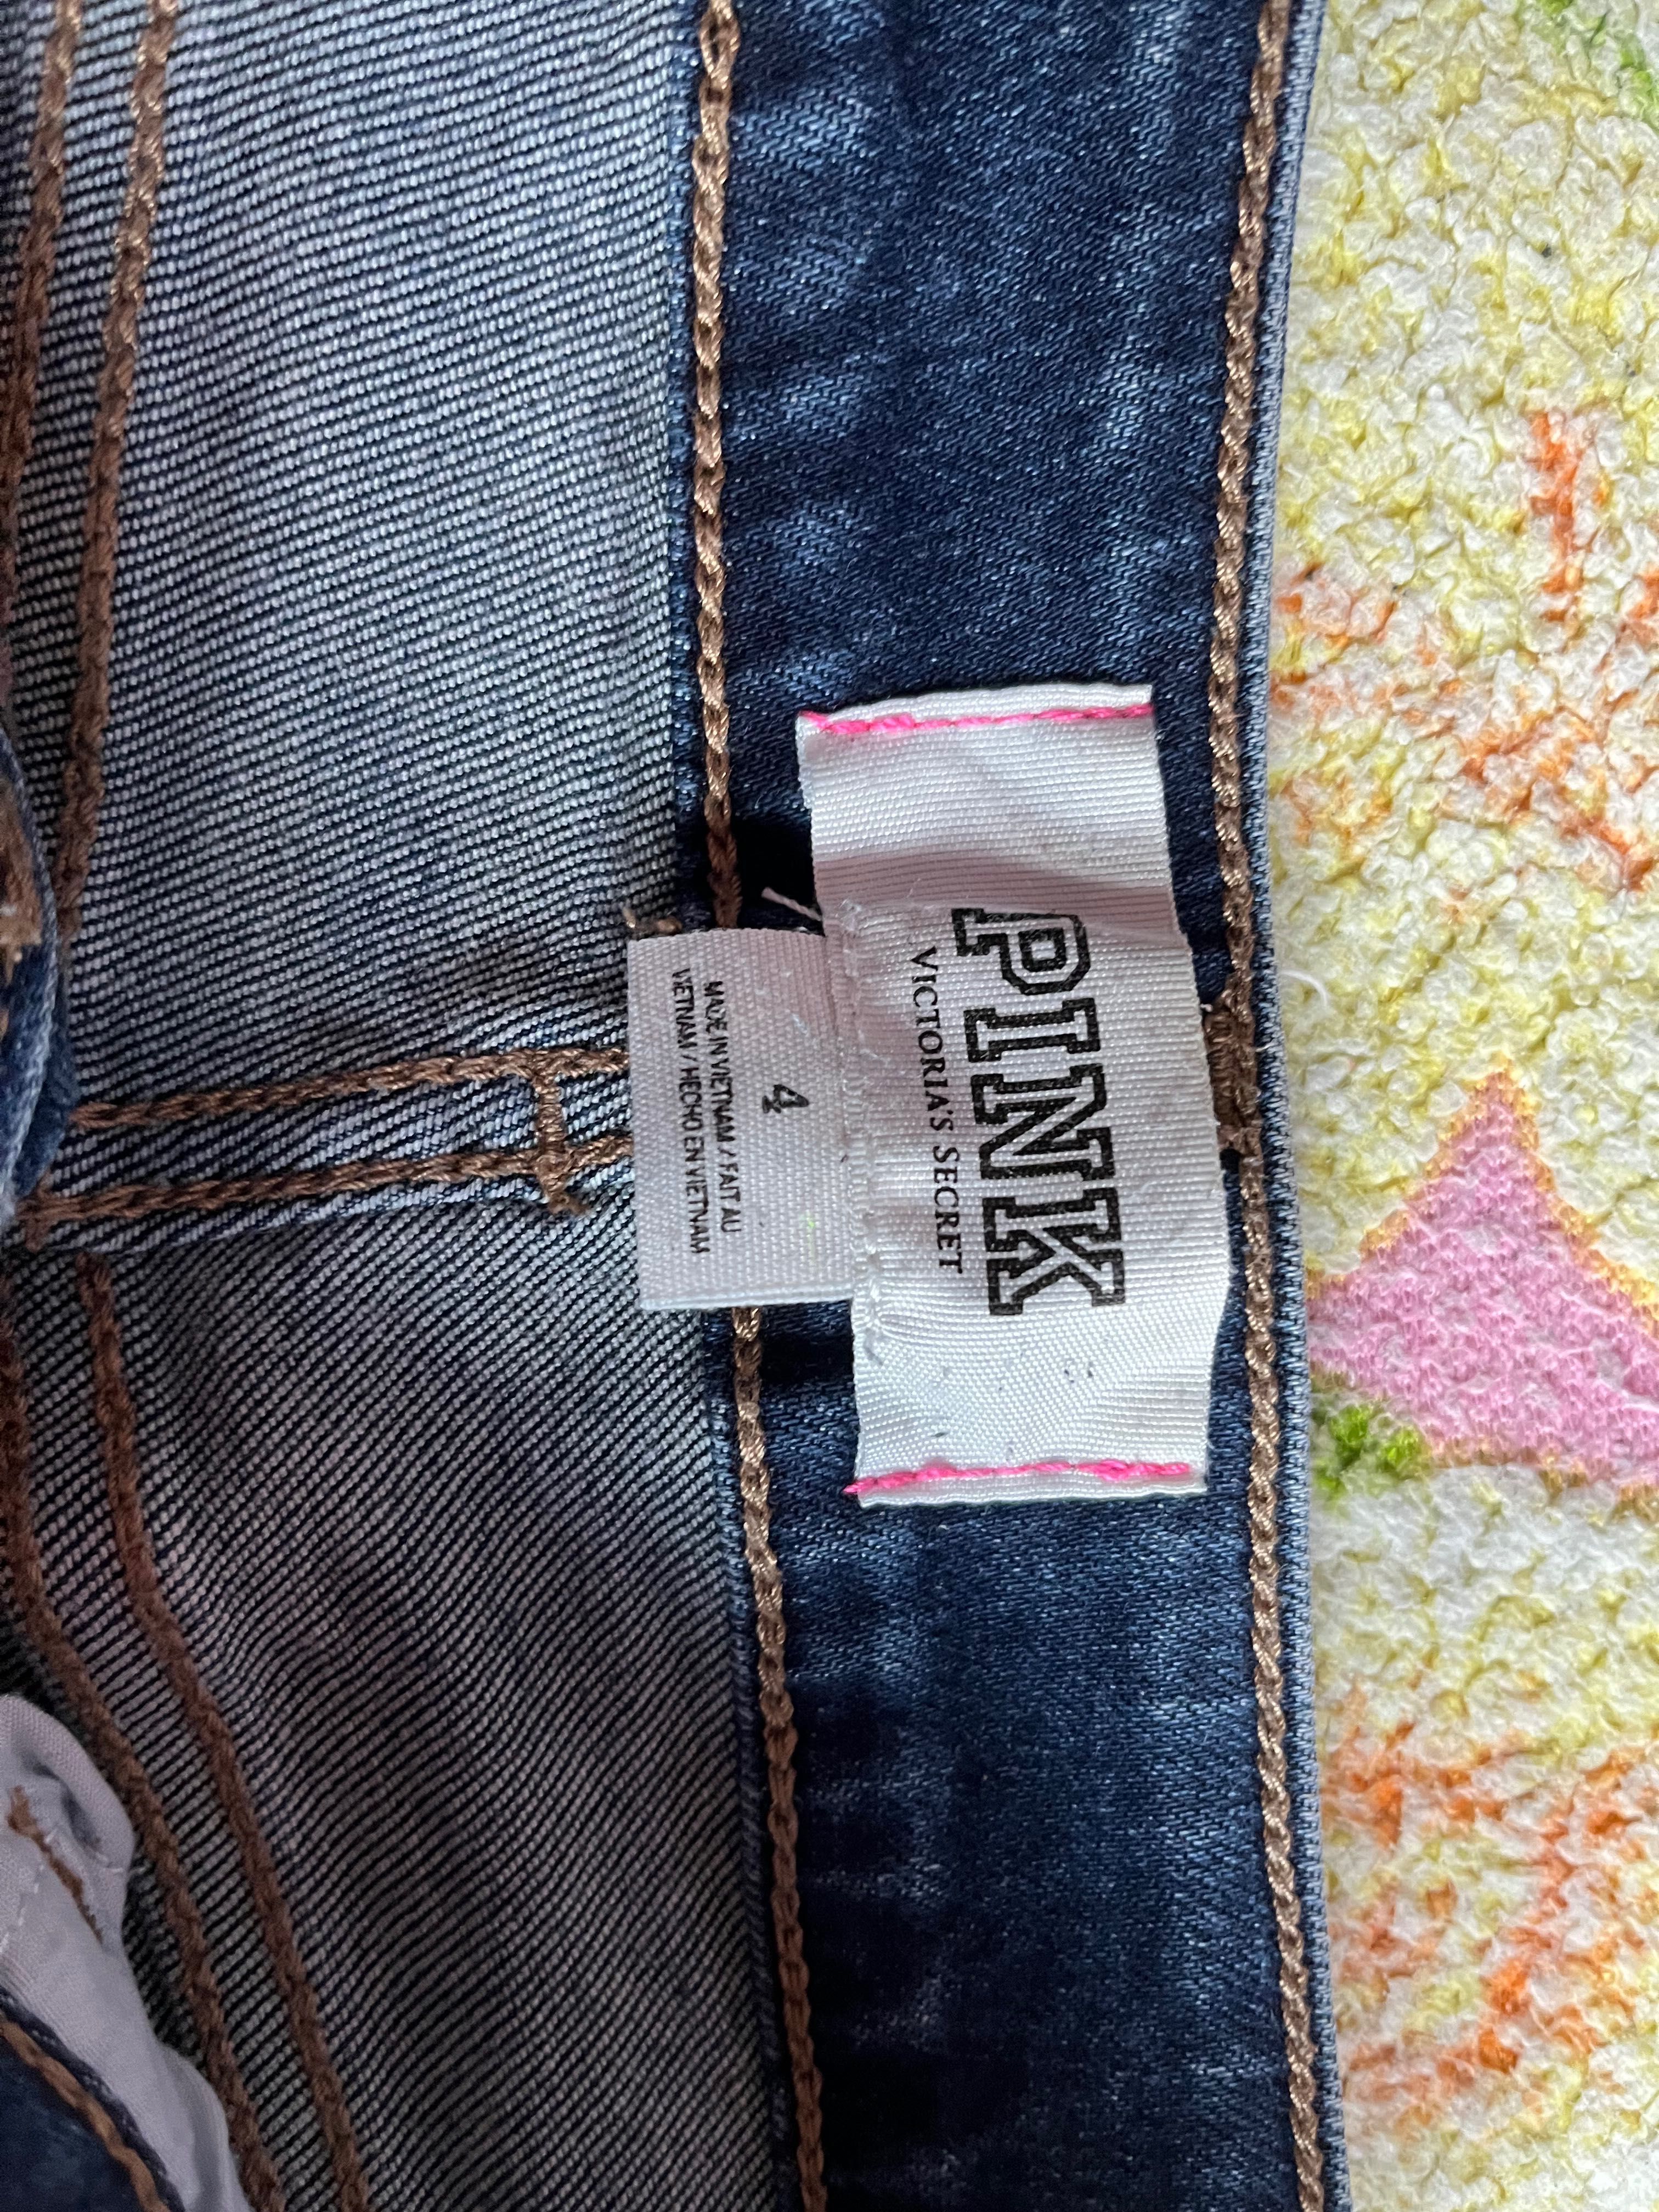 PINK
VICTORIA'S SECRET
4
MADE IN VIETNAM / FAIT AU
VIETNAM / HECHO EN VIETNAM